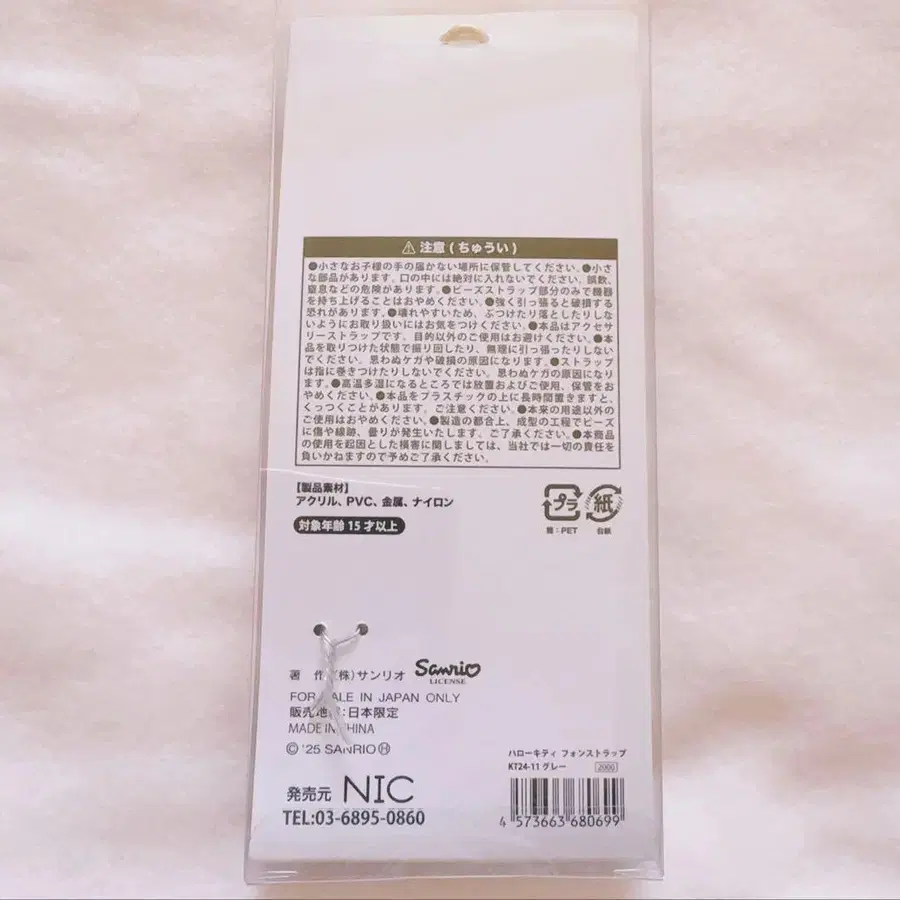 ⚠ 注意 ( ちゅうい )
●小さなお子様の手の届かない場所に保管してください。●小さ
な部品があります。口の中には絶対に入れないでください。誤飲、
窒息などの危険があります。●ビーズストラップ部分のみで機器
を持ち上げることはおやめください。●強く引っ張ると破損する
恐れがあります。●壊れやすいため、ぶつけたり落としたりしな
いようにお取り扱いにはお気をつけください。●本品はアクセサ
リーストラップです。目的以外のご使用はお避けください。●本
品を取りつけた状態で振り回したり、無理に引っ張ったりしない
でください。思わぬケガや破損の原因になります。●ストラップ
は指に巻きつけたりしないでください。思わぬケガの原因になりま
す。●高温多湿になるところでは放置およびご使用、保管をお
やめください。●本品をプラスチックの上に長時間置きますと、
くっつくことがあります。ご注意ください。●本来の用途以外の
ご使用はおやめください。●製造の都合上、成型の工程でビーズ
に傷や線跡、曇りが発生いたします。ご了承ください。●本商品
の使用を起因とした損害に関しましては、当社では一切の責任を
負いかねますので予めご了承ください。
【製品素材】
アクリル、PVC、金属、ナイロン
対象年齢 15 才以上
プラ 紙
箱:PET 台紙
著 作 (株)サンリオ Sanrio LICENSE
FOR SALE IN JAPAN ONLY
販売地域:日本限定
MADE IN CHINA
© '25 SANRIO Ⓗ
発売元 NIC
TEL:03-6895-0860
ハローキティ フォンストラップ
KT24-11 グレー 2000
4 573663 680699